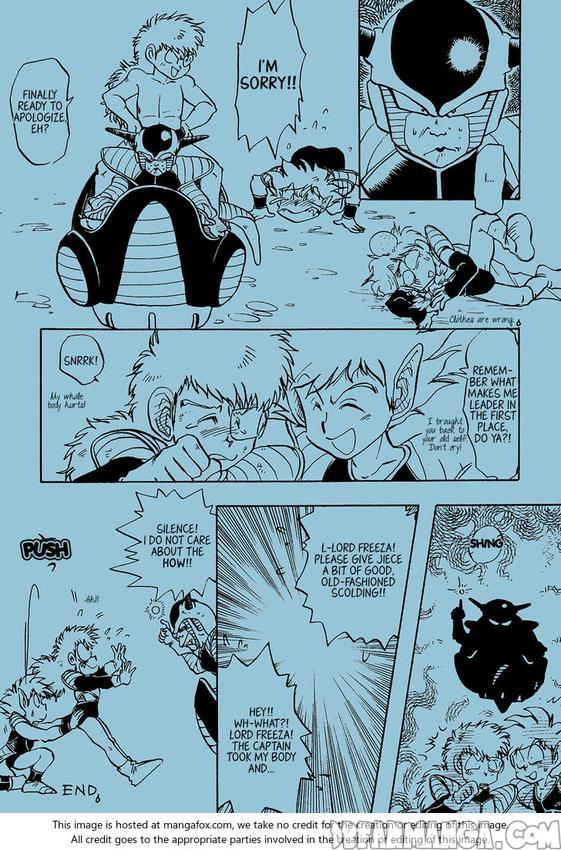 I'M
SORRY!!
FINALLY
READY TO
APOLOGIZE,
EH?
I...
Clothes are wrong.
REMEM-
BER WHAT
MAKES ME
LEADER IN
THE FIRST
PLACE,
DO YA?!
I brought
you back to
your old self.
Don't cry!
SNRRK!
My whole
body hurts!
SHING
L-LORD FREEZA!
PLEASE GIVE JIECE
A BIT OF GOOD,
OLD-FASHIONED
SCOLDING!!
HEY!!
WH-WHAT?!
LORD FREEZA!
THE CAPTAIN
TOOK MY BODY
AND...
SILENCE!
I DO NOT CARE
ABOUT THE
HOW!!
PUSH
-Ah!!
END
This image is hosted at mangafox.com, we take no credit for the creation or editing of this image.
All credit goes to the appropriate parties involved in the creation of editing of this image.